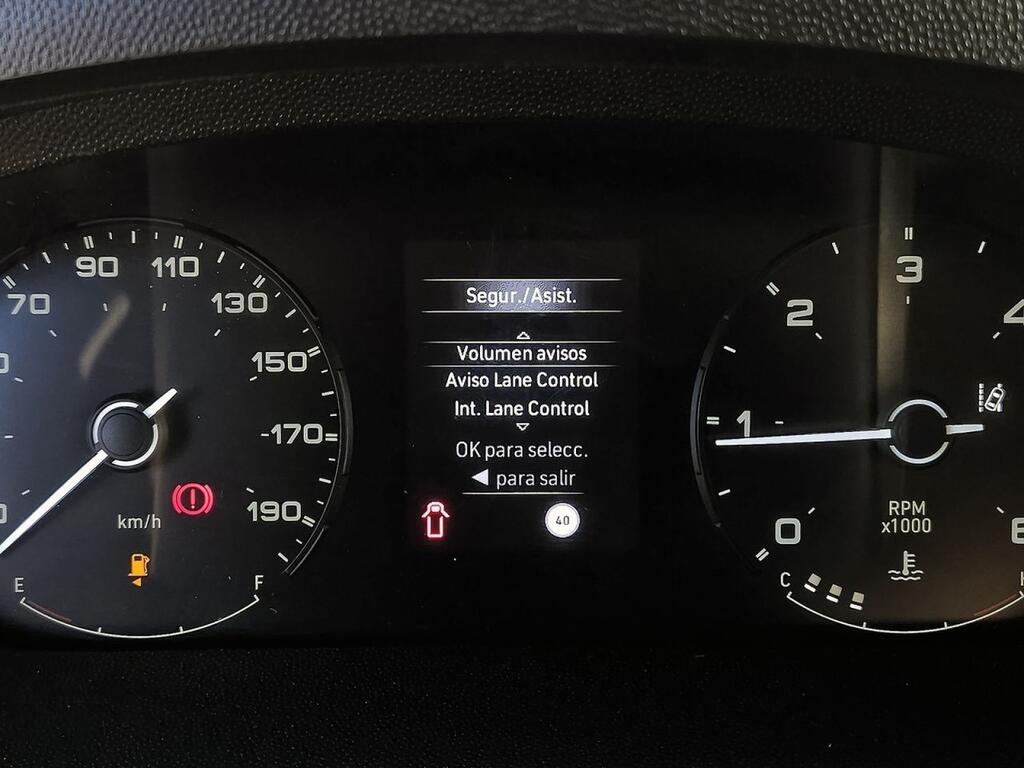 70
90
110
130
150
170
190
km/h
E
F
Segur./Asist.
Volumen avisos
Aviso Lane Control
Int. Lane Control
OK para selecc.
para salir
40
0
1
2
3
4
RPM
x1000
C